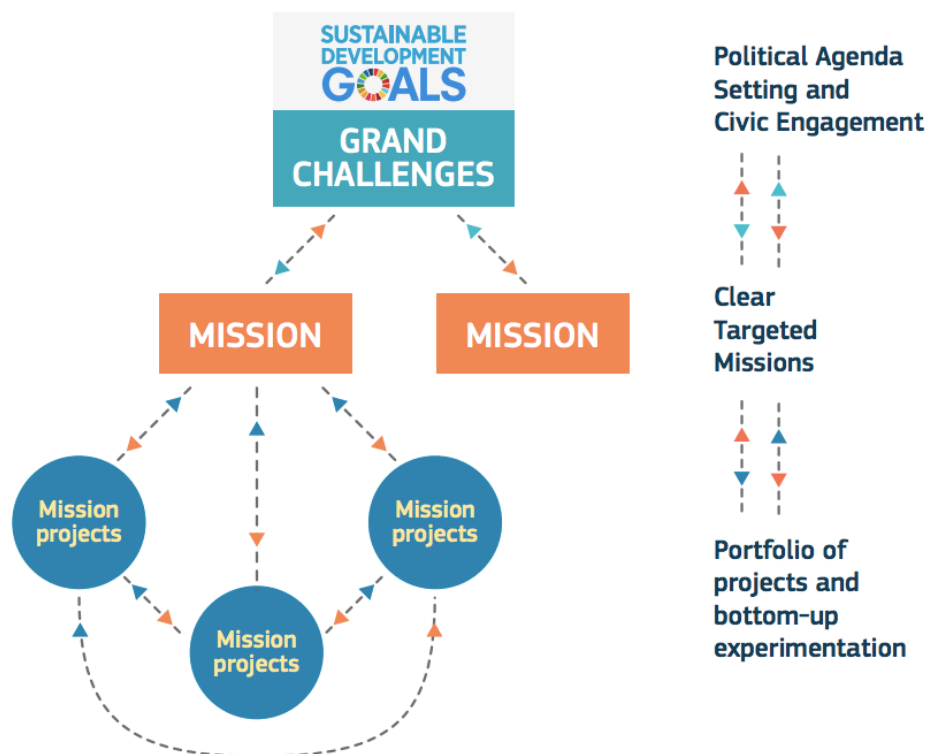 SUSTAINABLE
DEVELOPMENT
GOALS
GRAND
CHALLENGES
MISSION
MISSION
Mission
projects
Mission
projects
Mission
projects
Political Agenda
Setting and
Civic Engagement
Clear
Targeted
Missions
Portfolio of
projects and
bottom-up
experimentation